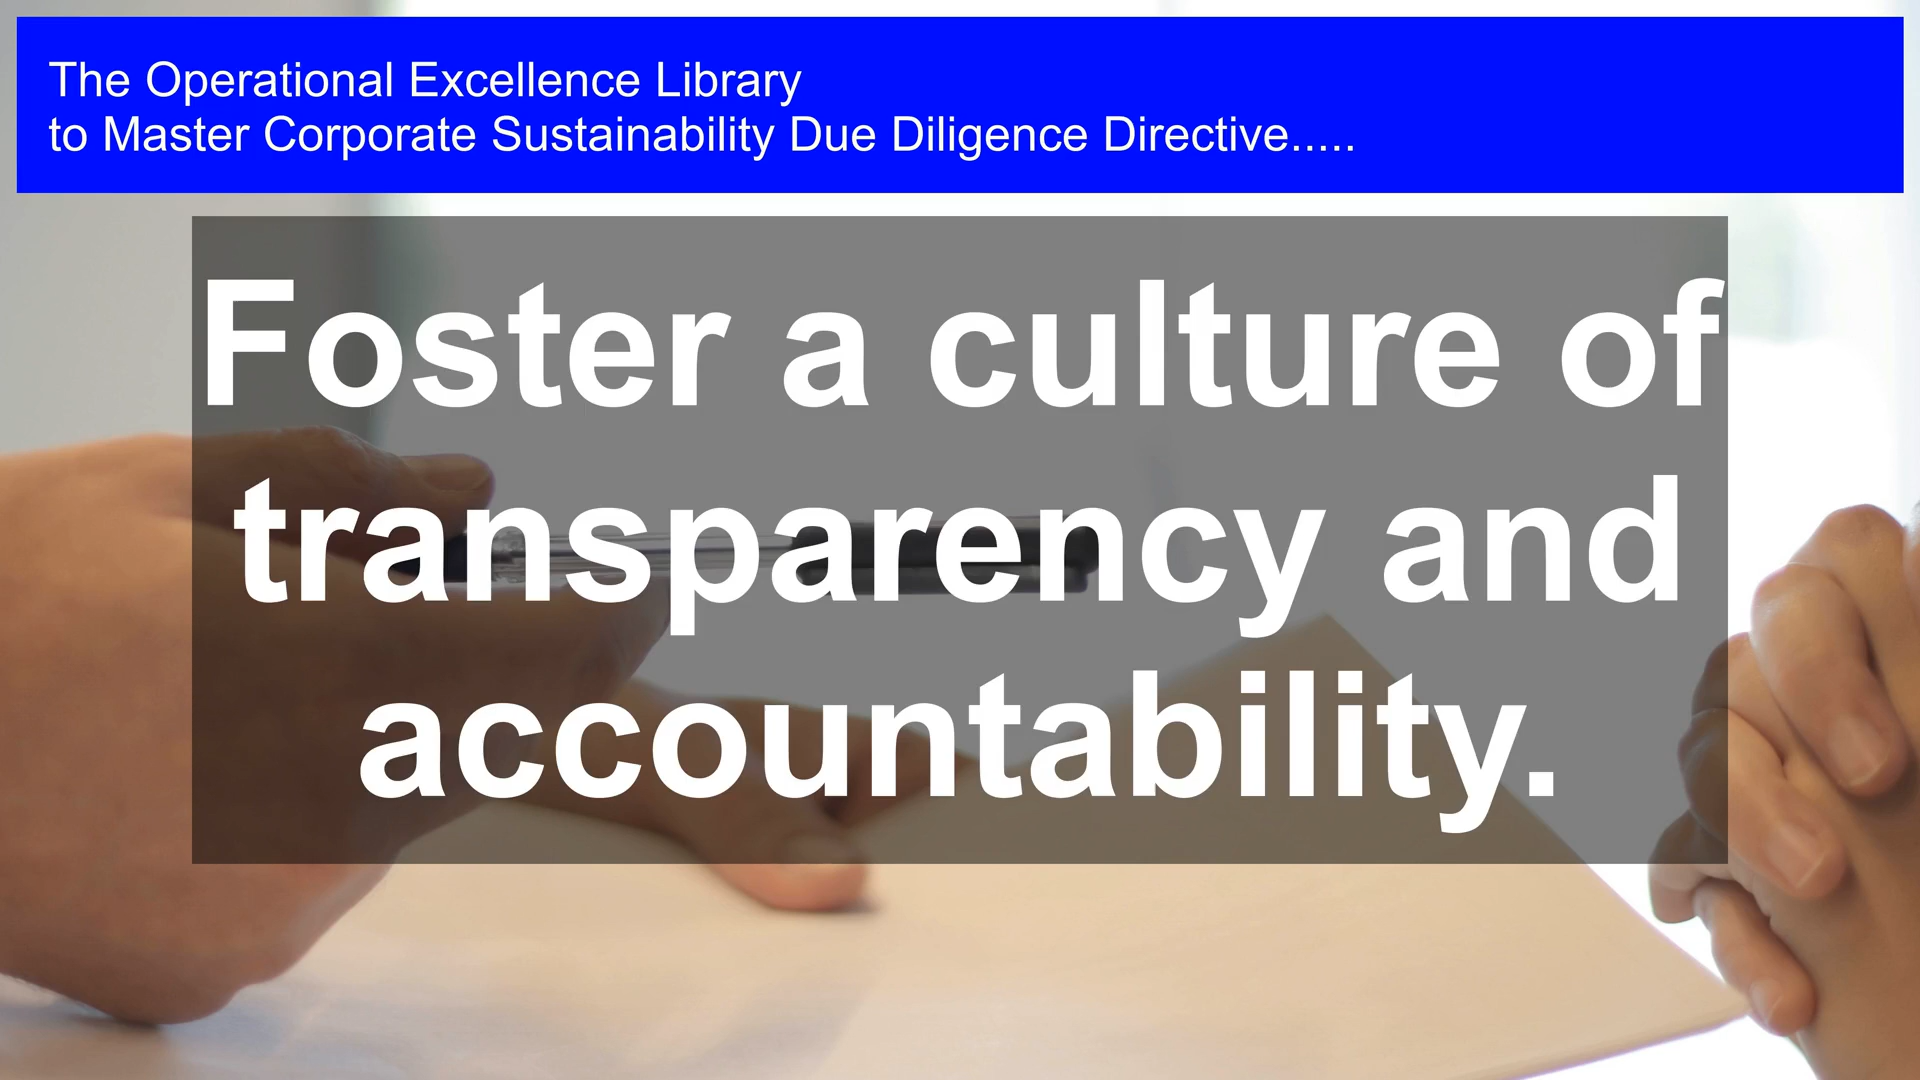 The Operational Excellence Library
to Master Corporate Sustainability Due Diligence Directive.....
Foster a culture of
transparency and
accountability.